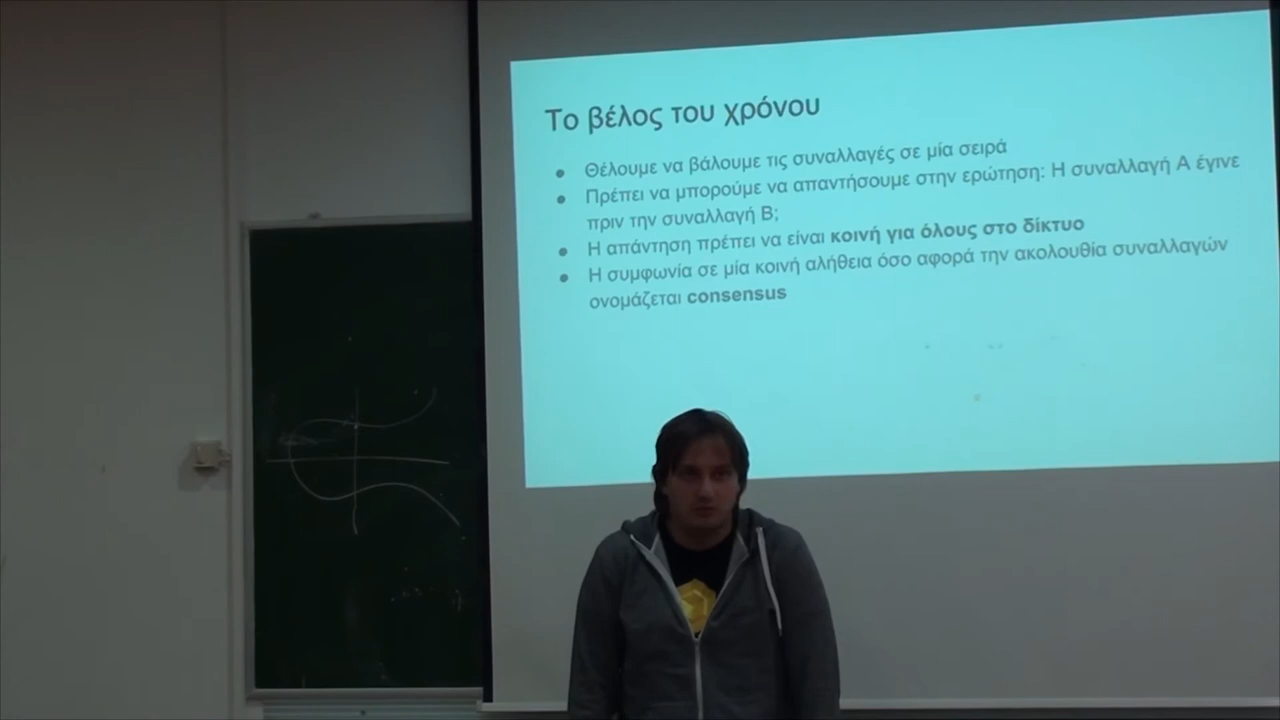 Το βέλος του χρόνου
● Θέλουμε να βάλουμε τις συναλλαγές σε μία σειρά
● Πρέπει να μπορούμε να απαντήσουμε στην ερώτηση: Η συναλλαγή Α έγινε
πριν την συναλλαγή Β;
● Η απάντηση πρέπει να είναι κοινή για όλους στο δίκτυο
● Η συμφωνία σε μία κοινή αλήθεια όσο αφορά την ακολουθία συναλλαγών
ονομάζεται consensus